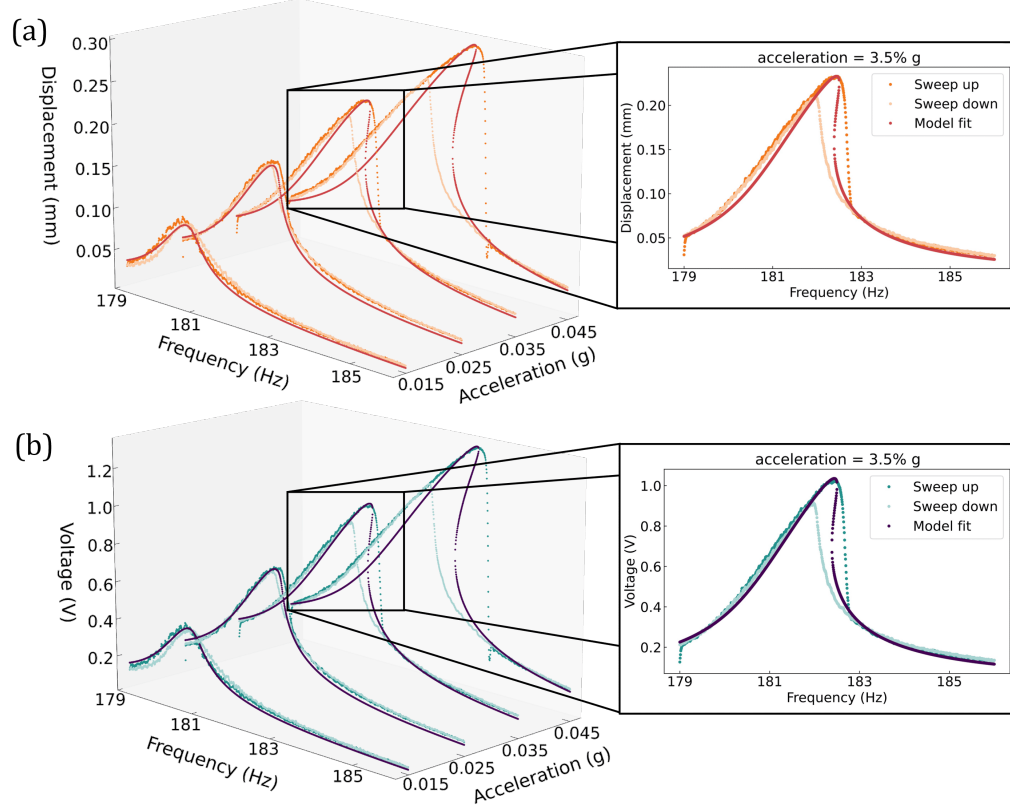 (a)
Displacement (mm)
0.30
0.25
0.20
0.15
0.10
0.05
179
181
183
185
Frequency (Hz)
0.015
0.025
0.035
0.045
Acceleration (g)
acceleration = 3.5% g
Sweep up
Sweep down
Model fit
Displacement (mm)
0.20
0.15
0.10
0.05
179
181
183
185
Frequency (Hz)
(b)
Voltage (V)
1.2
1.0
0.8
0.6
0.4
0.2
179
181
183
185
Frequency (Hz)
0.015
0.025
0.035
0.045
Acceleration (g)
acceleration = 3.5% g
Sweep up
Sweep down
Model fit
Voltage (V)
1.0
0.8
0.6
0.4
0.2
179
181
183
185
Frequency (Hz)